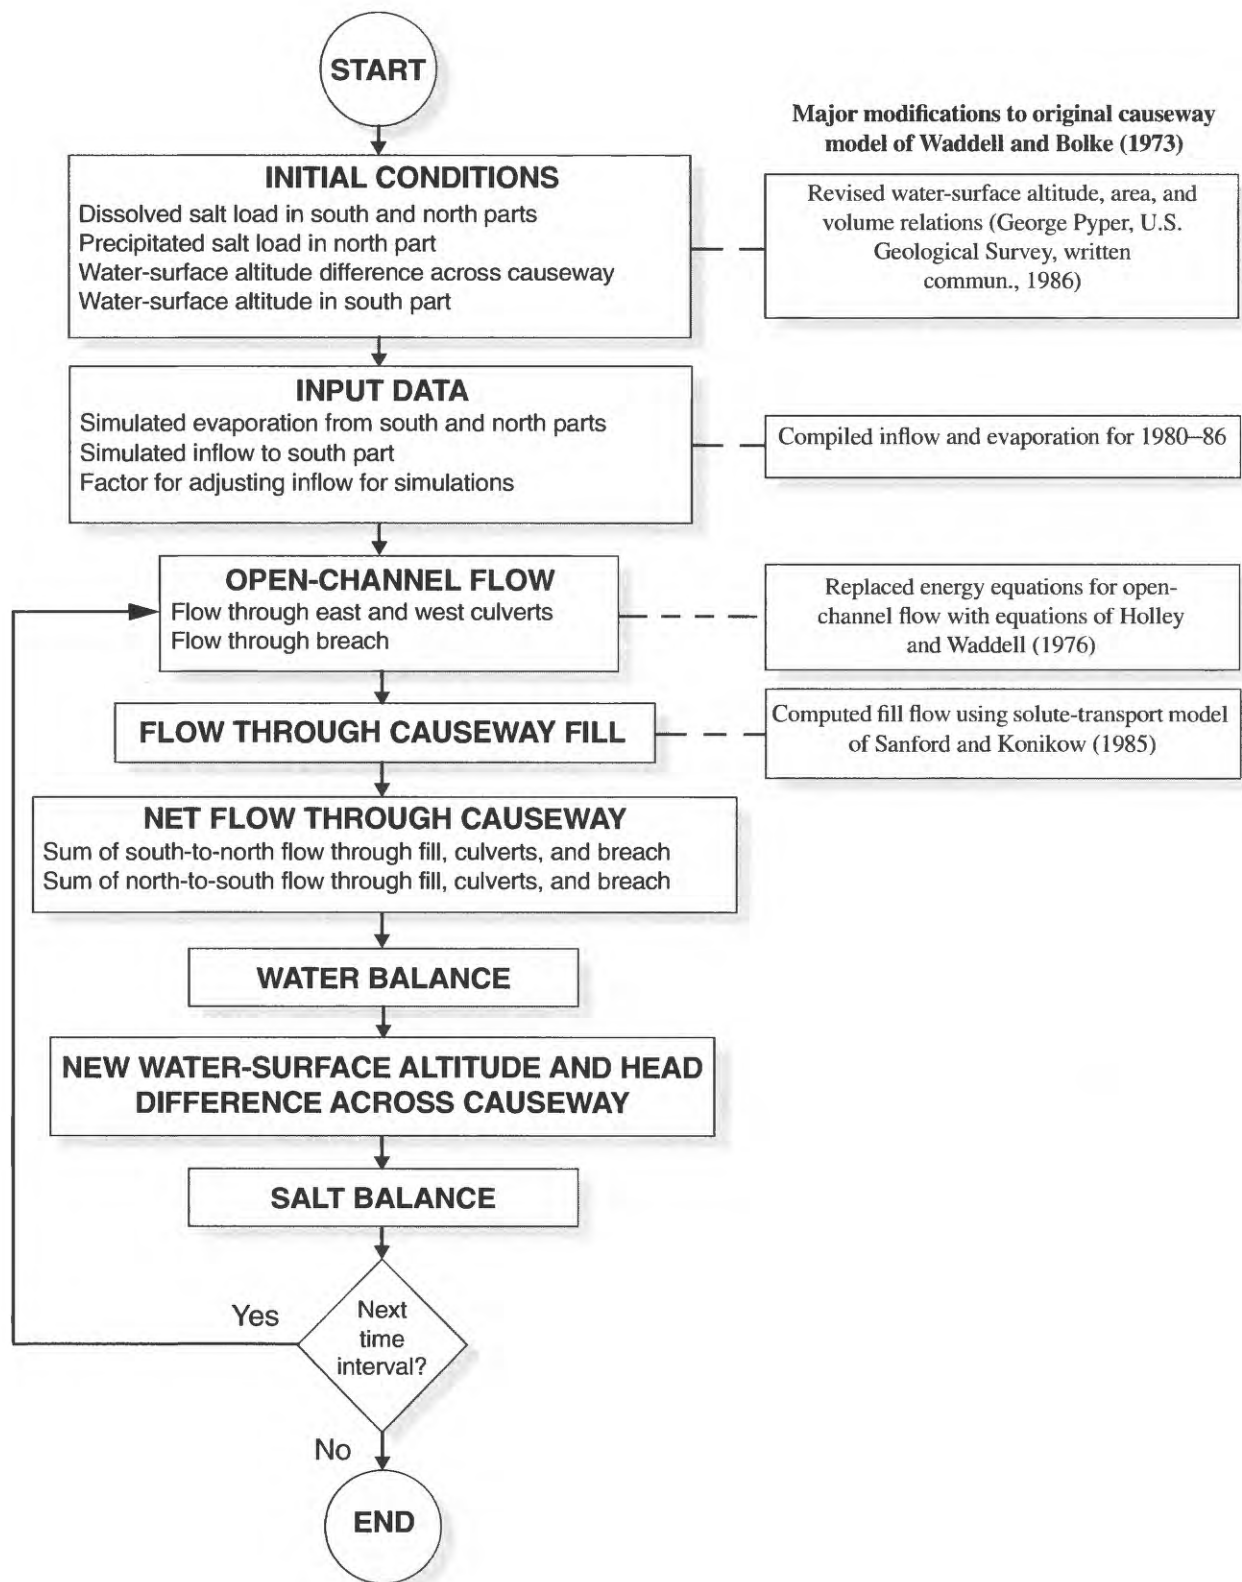 START
Major modifications to original causeway
model of Waddell and Bolke (1973)
INITIAL CONDITIONS
Dissolved salt load in south and north parts
Precipitated salt load in north part
Water-surface altitude difference across causeway
Water-surface altitude in south part
Revised water-surface altitude, area, and
volume relations (George Pyper, U.S.
Geological Survey, written
commun., 1986)
INPUT DATA
Simulated evaporation from south and north parts
Simulated inflow to south part
Factor for adjusting inflow for simulations
Compiled inflow and evaporation for 1980–86
OPEN-CHANNEL FLOW
Flow through east and west culverts
Flow through breach
Replaced energy equations for open-
channel flow with equations of Holley
and Waddell (1976)
FLOW THROUGH CAUSEWAY FILL
Computed fill flow using solute-transport model
of Sanford and Konikow (1985)
NET FLOW THROUGH CAUSEWAY
Sum of south-to-north flow through fill, culverts, and breach
Sum of north-to-south flow through fill, culverts, and breach
WATER BALANCE
NEW WATER-SURFACE ALTITUDE AND HEAD
DIFFERENCE ACROSS CAUSEWAY
SALT BALANCE
Yes
Next
time
interval?
No
END